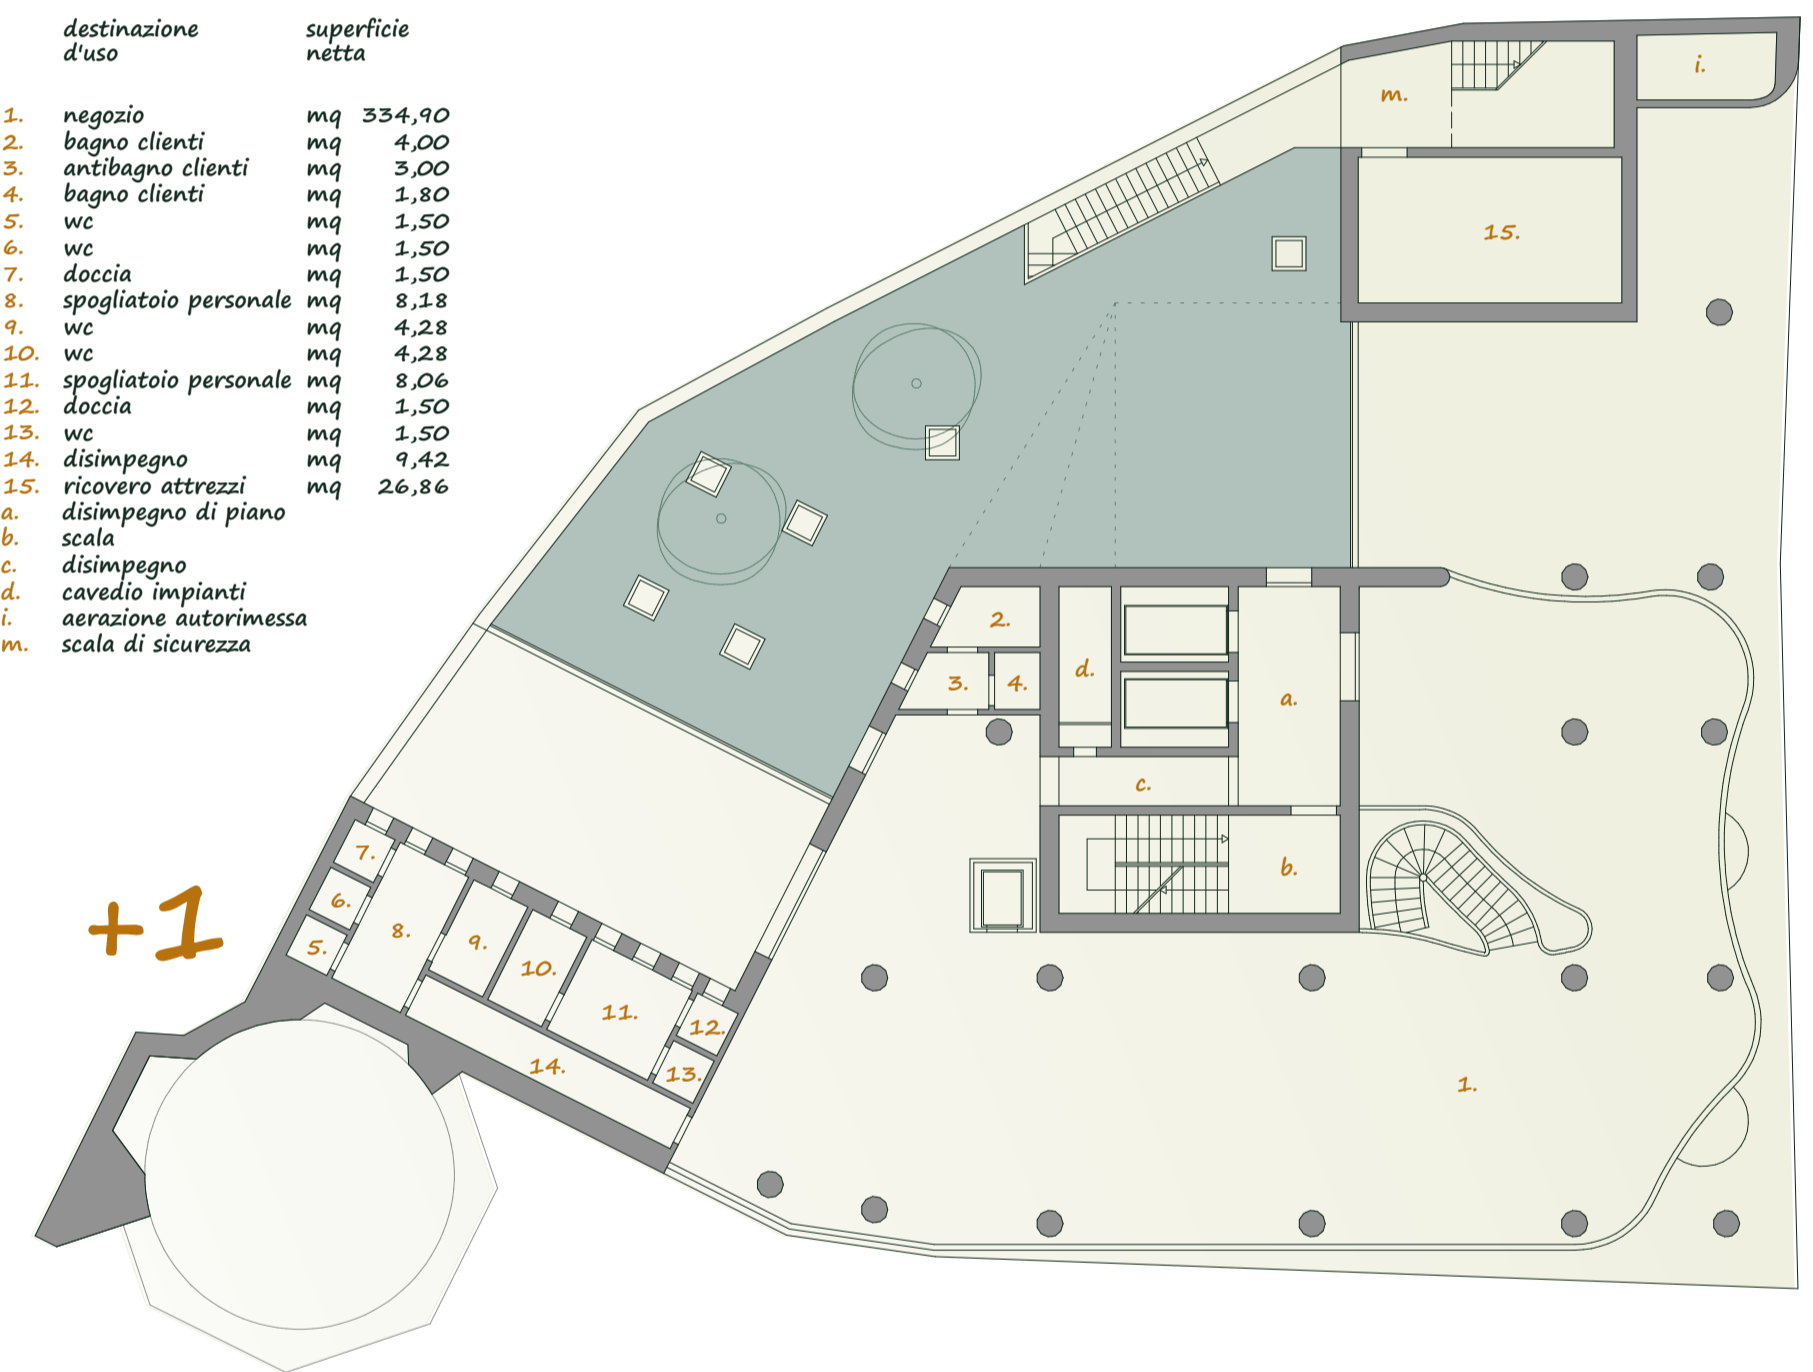 destinazione superficie
d'uso netta
1. negozio mq 334,90
2. bagno clienti mq 4,00
3. antibagno clienti mq 3,00
4. bagno clienti mq 1,80
5. wc mq 1,50
6. wc mq 1,50
7. doccia mq 1,50
8. spogliatoio personale mq 8,18
9. wc mq 4,28
10. wc mq 4,28
11. spogliatoio personale mq 8,06
12. doccia mq 1,50
13. wc mq 1,50
14. disimpegno mq 9,42
15. ricovero attrezzi mq 26,86
a. disimpegno di piano
b. scala
c. disimpegno
d. cavedio impianti
i. aerazione autorimessa
m. scala di sicurezza
+1
i.
m.
15.
2.
3.
4.
d.
a.
c.
b.
7.
6.
5.
8.
9.
10.
11.
12.
13.
14.
1.